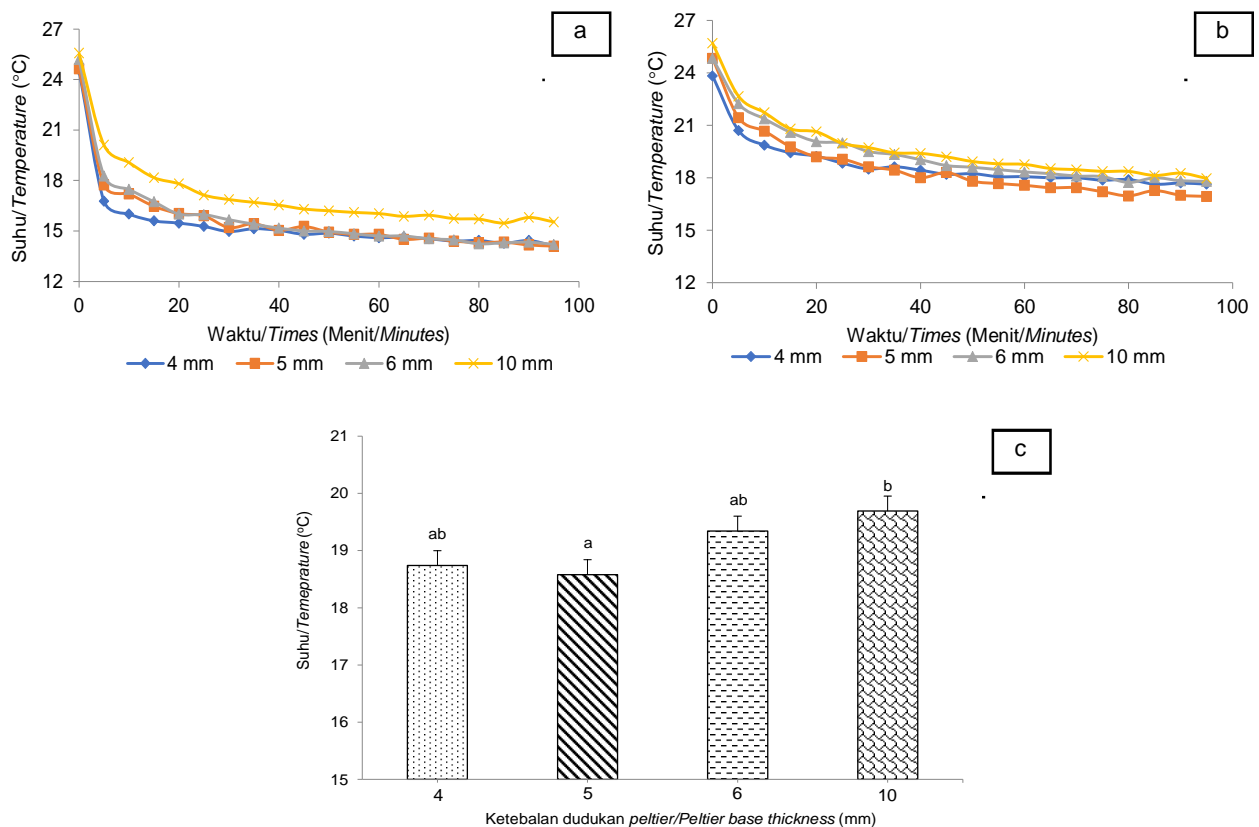 a
27
24
21
18
15
12
Suhu/Temperature (°C)
0 20 40 60 80 100
Waktu/Times (Menit/Minutes)
4 mm 5 mm 6 mm 10 mm
b
27
24
21
18
15
12
Suhu/Temperature (°C)
0 20 40 60 80 100
Waktu/Times (Menit/Minutes)
4 mm 5 mm 6 mm 10 mm
c
21
20
19
18
17
16
15
Suhu/Temeprature (°C)
ab a ab b
4 5 6 10
Ketebalan dudukan peltier/Peltier base thickness (mm)